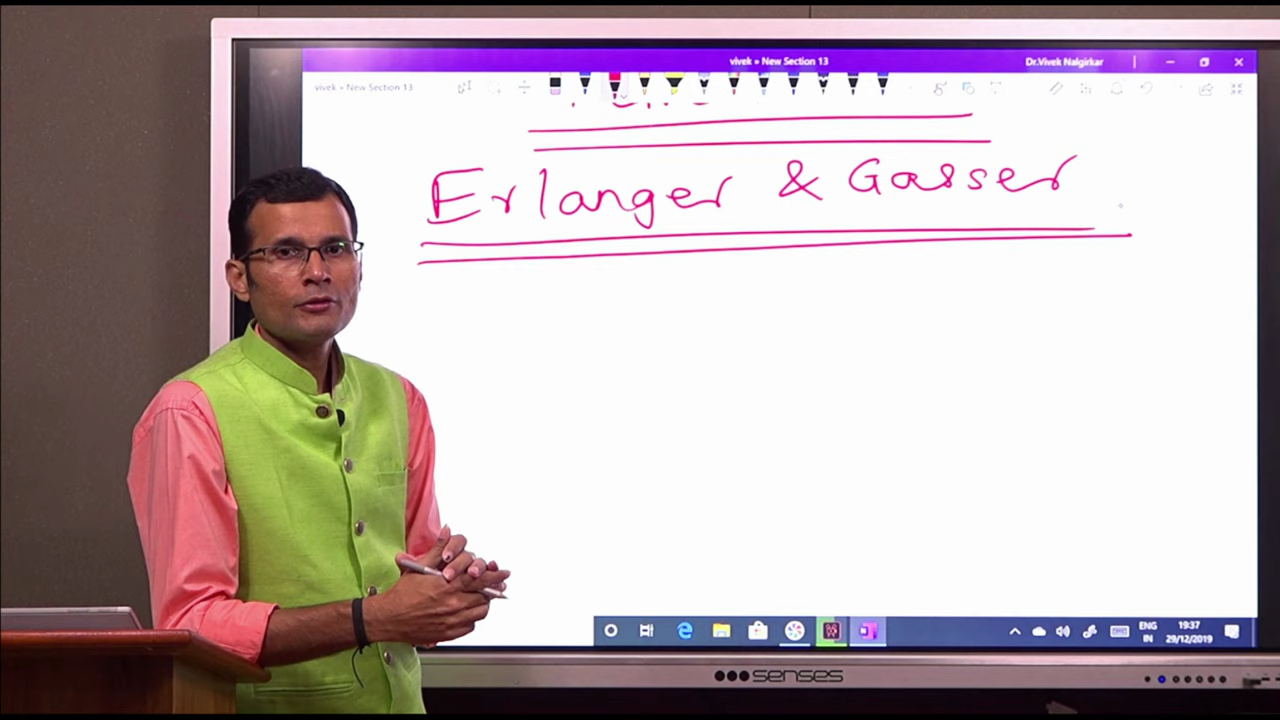 vivek » New Section 13
Dr.Vivek Nalgirkar
vivek » New Section 13
Erlanger & Gasser
ENG
IN
19:37
29/12/2019
senses